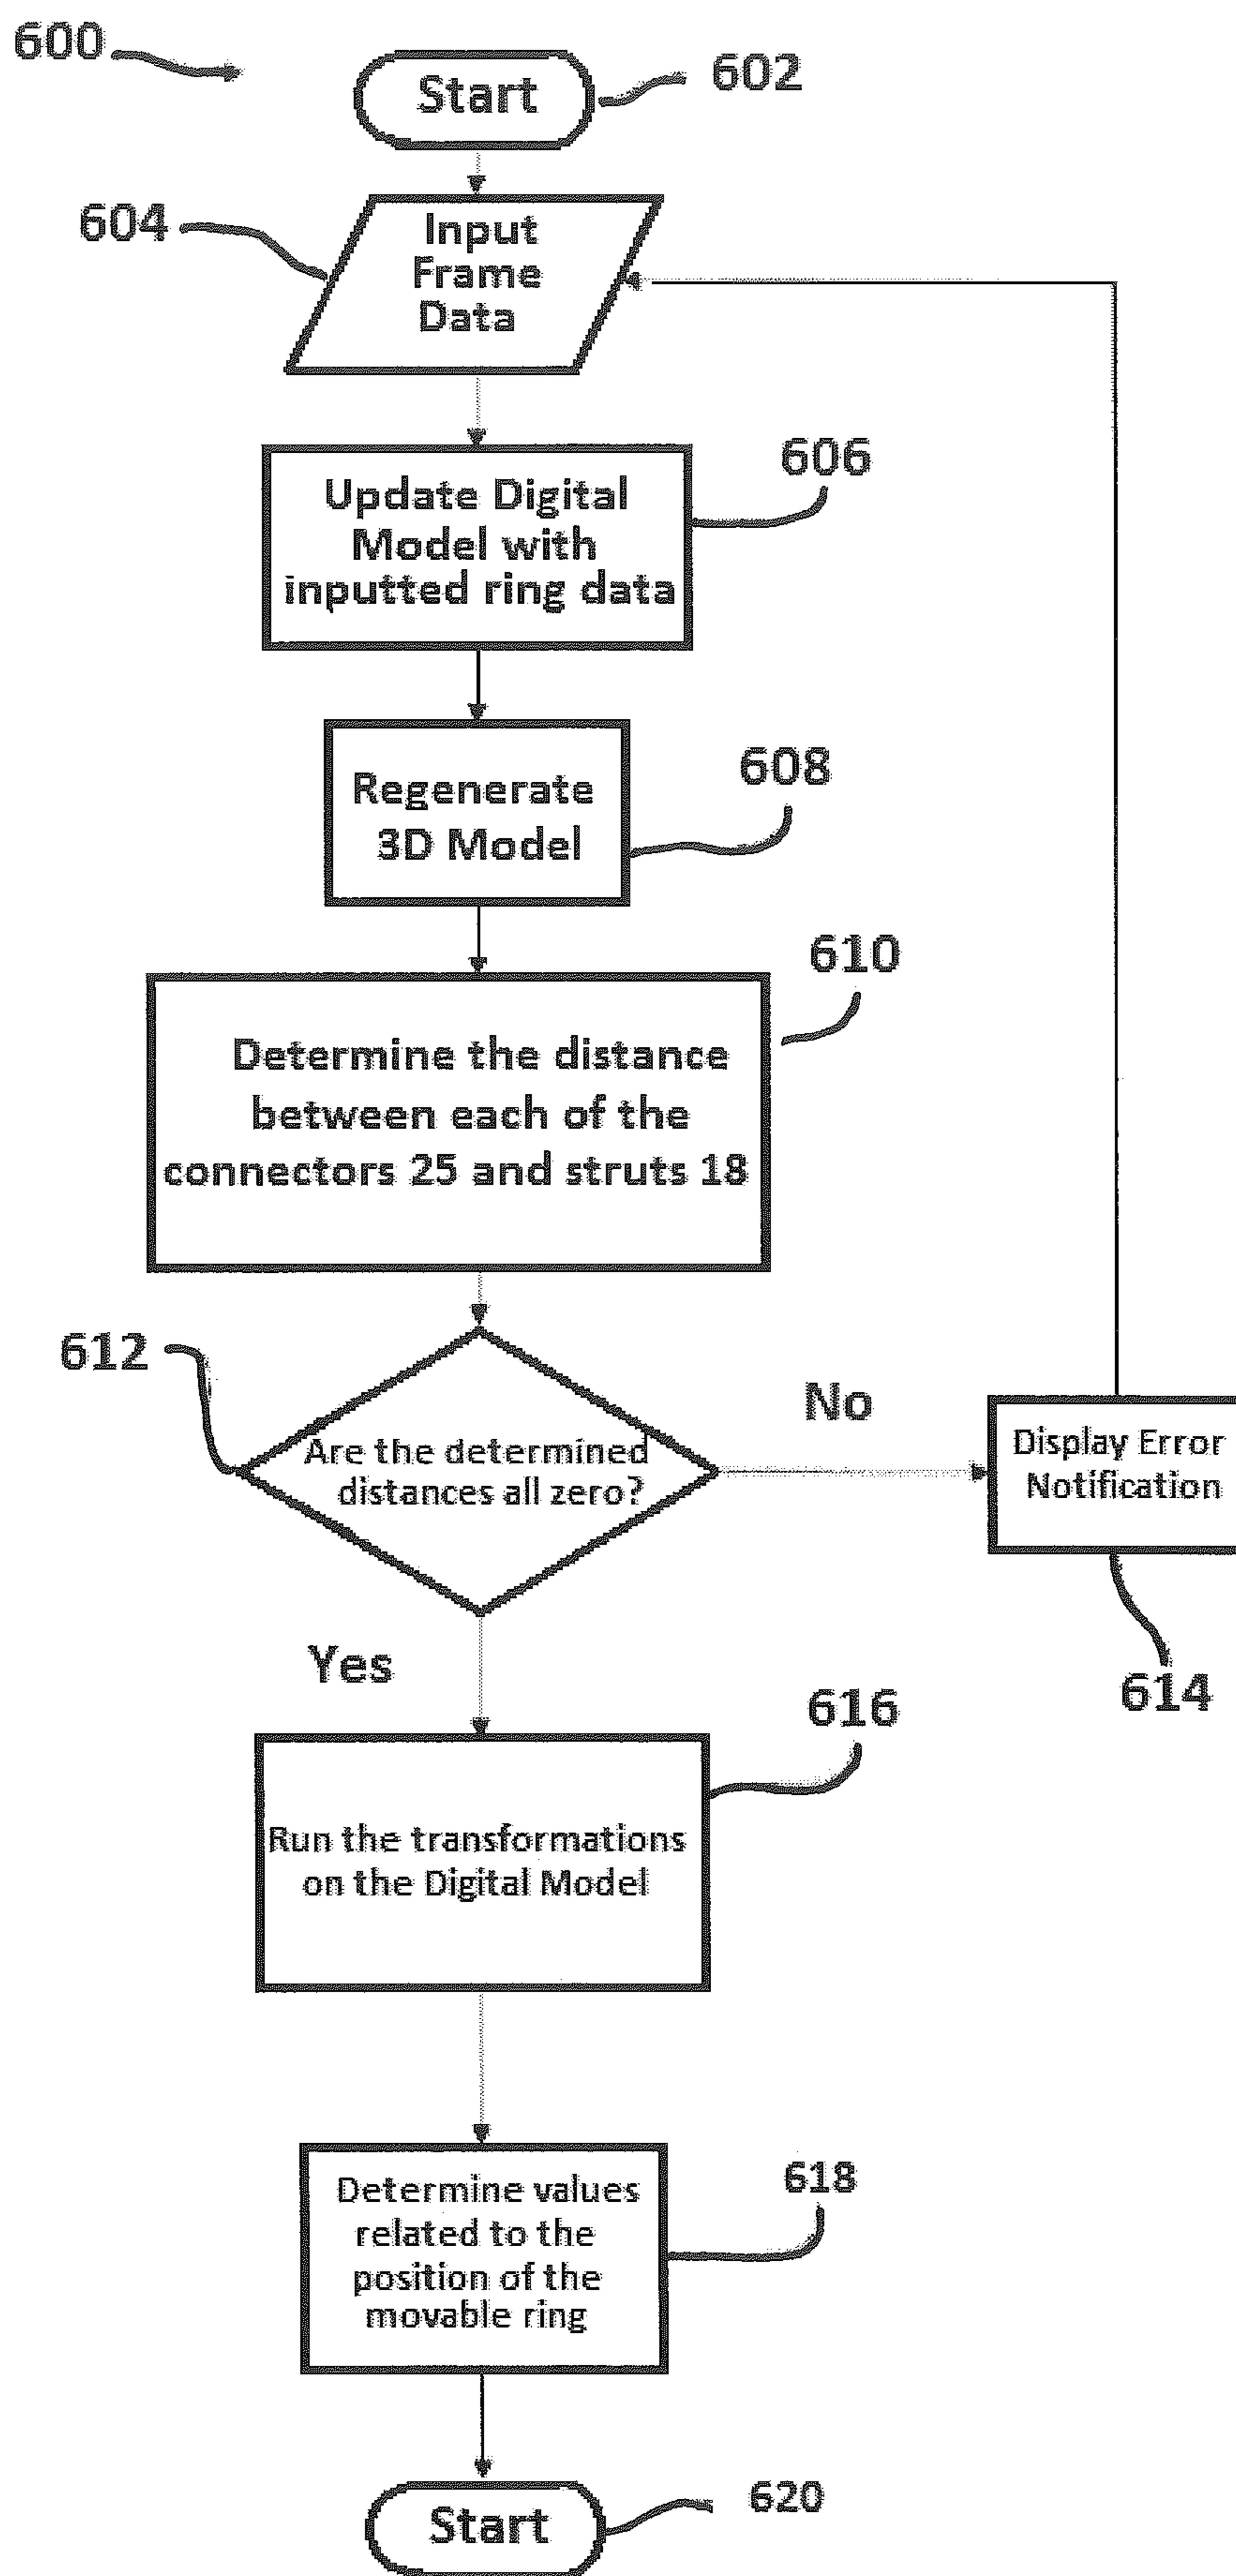 600
Start
602
604
Input
Frame
Data
606
Update Digital
Model with
inputted ring data
608
Regenerate
3D Model
610
Determine the distance
between each of the
connectors 25 and struts 18
612
Are the determined
distances all zero?
No
Display Error
Notification
614
Yes
616
Run the transformations
on the Digital Model
618
Determine values
related to the
position of the
movable ring
Start
620